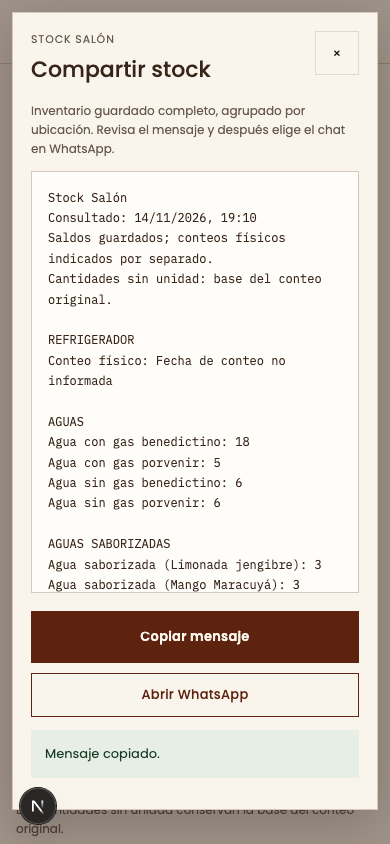 STOCK SALÓN
Compartir stock
×
Inventario guardado completo, agrupado por
ubicación. Revisa el mensaje y después elige el chat
en WhatsApp.
Stock Salón
Consultado: 14/11/2026, 19:10
Saldos guardados; conteos físicos
indicados por separado.
Cantidades sin unidad: base del conteo
original.
REFRIGERADOR
Conteo físico: Fecha de conteo no
informada
AGUAS
Agua con gas benedictino: 18
Agua con gas porvenir: 5
Agua sin gas benedictino: 6
Agua sin gas porvenir: 6
AGUAS SABORIZADAS
Agua saborizada (Limonada jengibre): 3
Agua saborizada (Mango Maracuyá): 3
Copiar mensaje
Abrir WhatsApp
Mensaje copiado.
N
sin unidad conservan la base del conteo
original.